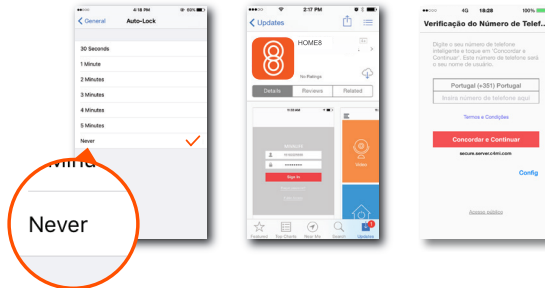 4:18 PM
63%
General
Auto-Lock
30 Seconds
1 Minute
2 Minutes
3 Minutes
4 Minutes
5 Minutes
Never
Never
2:17 PM
Updates
HOME8
No Ratings
Details
Reviews
Related
Sign In
Featured
Top Charts
Near Me
Search
Updates
4G
16:28
100%
Verificação do Número de Telef...
Digite o seu número de telefone
inteligente e toque em 'Concordar e
Continuar'. Este número de telefone será
o seu nome de usuário.
Portugal (+351) Portugal
Insira número de telefone aqui
Termos e Condições
Concordar e Continuar
secure.server.c4mi.com
Config